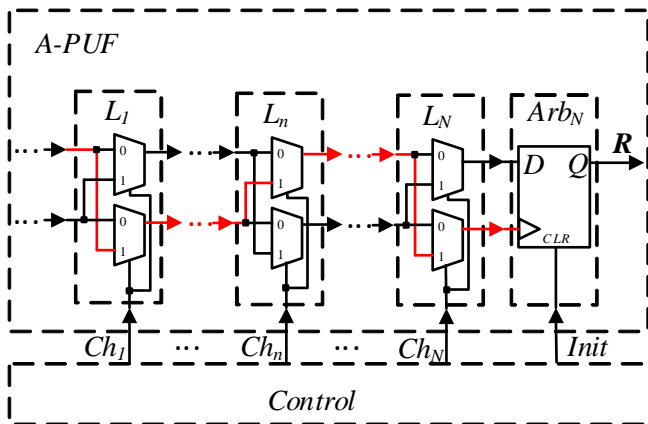 A-PUF
L1 Ln LN ArbN
R
... 0 ... 0 ... 0 D Q
1 1 1
... 0 ... 0 ... 0
1 1 1 CLR
Ch1 ... Chn ... ChN Init
Control